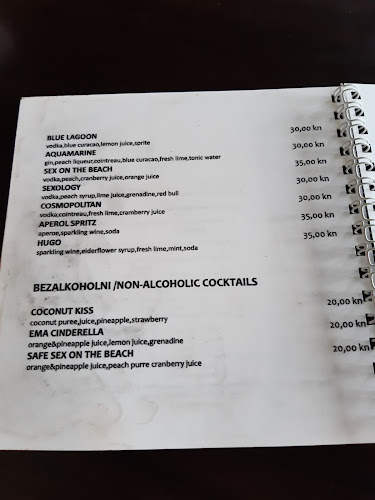 BLUE LAGOON 30,00 kn
vodka,blue curacao,lemon juice,sprite
AQUAMARINE 30,00 kn
gin,peach liqueur,cointreau,blue curacao,fresh lime,tonic water
SEX ON THE BEACH 35,00 kn
vodka,peach,cranberry juice,orange juice
SEXOLOGY 30,00 kn
vodka,peach syrup,lime juice,grenadine,red bull
COSMOPOLITAN 30,00 kn
vodka,cointreau,fresh lime,cramberry juice
APEROL SPRITZ 35,00 kn
aperoe,sparkling wine,soda
HUGO 35,00 kn
sparkling wine,elderflower syrup,fresh lime,mint,soda
BEZALKOHOLNI /NON-ALCOHOLIC COCKTAILS
COCONUT KISS 20,00 kn
coconut puree,juice,pineapple,strawberry
EMA CINDERELLA 20,00 kn
orange&pineapple juice,lemon juice,grenadine
SAFE SEX ON THE BEACH 20,00 kn
orange&pineapple juice,peach purre cranberry juice